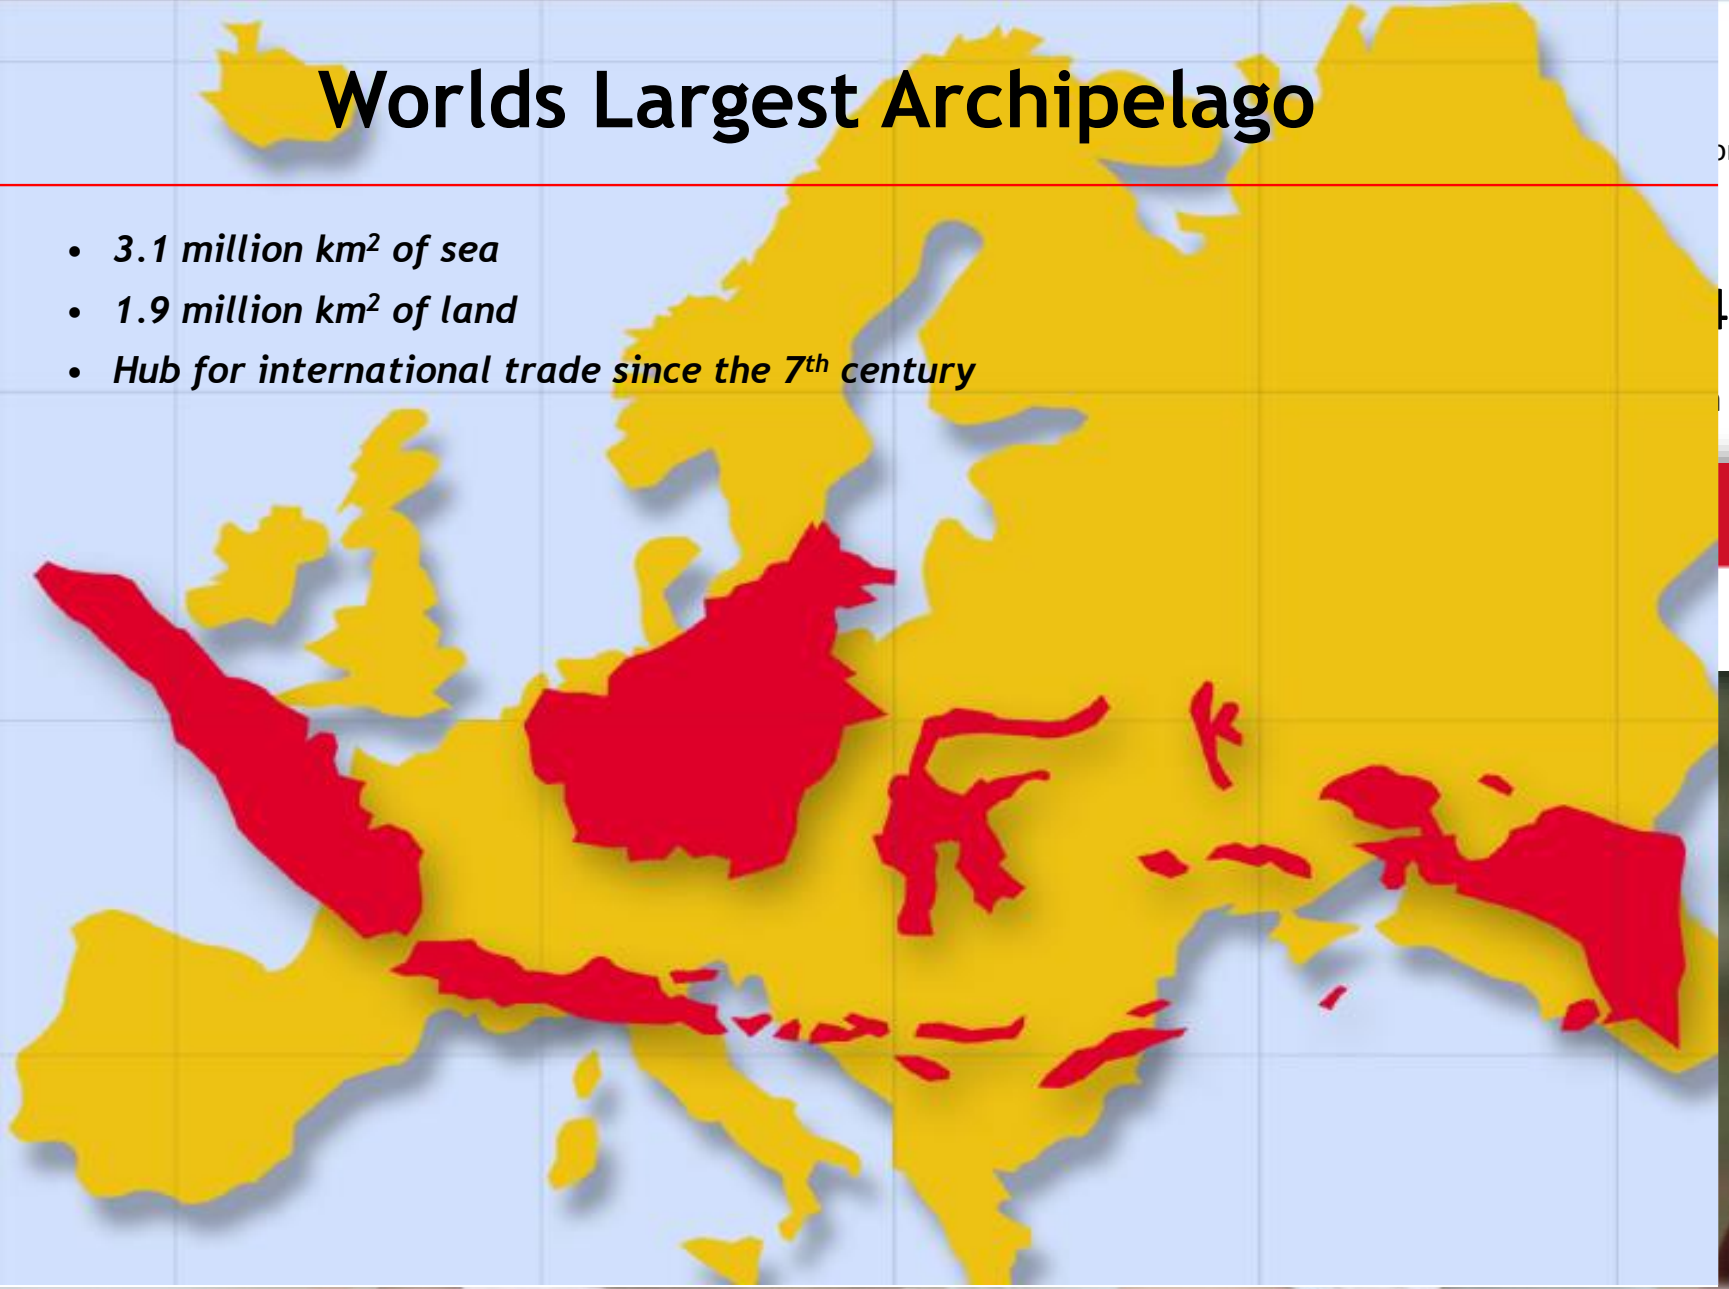 Worlds Largest Archipelago
• 3.1 million km² of sea
• 1.9 million km² of land
• Hub for international trade since the 7th century
4